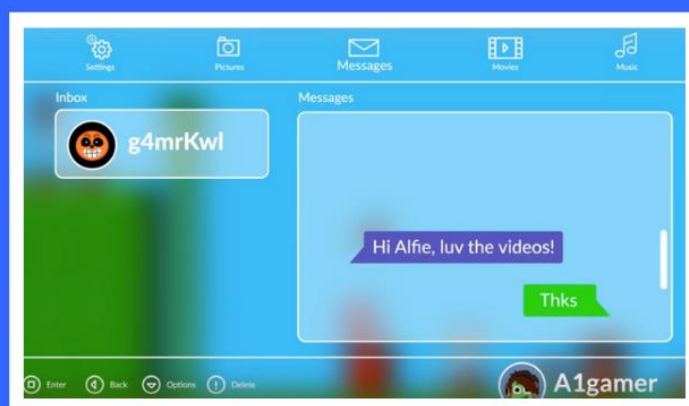 Settings
Pictures
Messages
Movies
Music
Inbox
Messages
g4mrKwl
Hi Alfie, luv the videos!
Thks
Enter
Back
Options
Delete
A1gamer